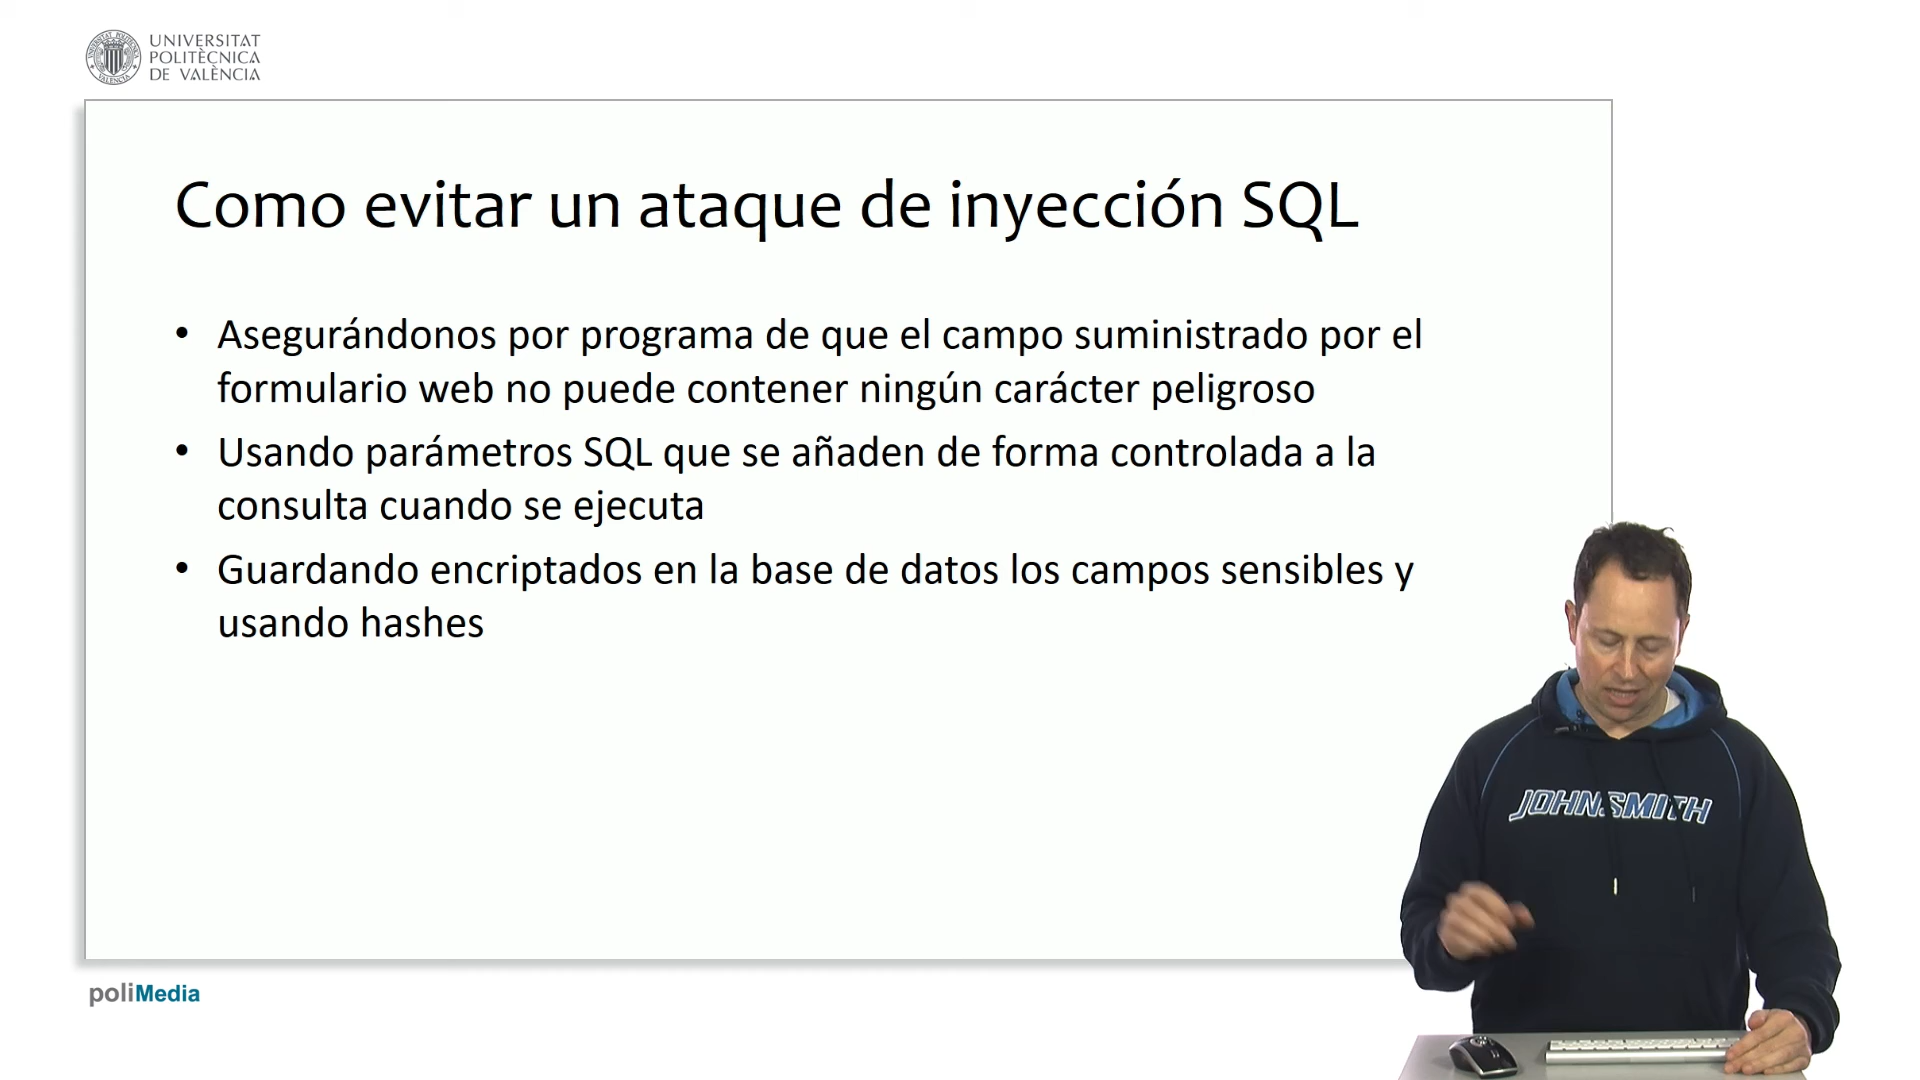 UNIVERSITAT
POLITÈCNICA
DE VALÈNCIA
Como evitar un ataque de inyección SQL
• Asegurándonos por programa de que el campo suministrado por el
formulario web no puede contener ningún carácter peligroso
• Usando parámetros SQL que se añaden de forma controlada a la
consulta cuando se ejecuta
• Guardando encriptados en la base de datos los campos sensibles y
usando hashes
JOHN SMITH
poliMedia